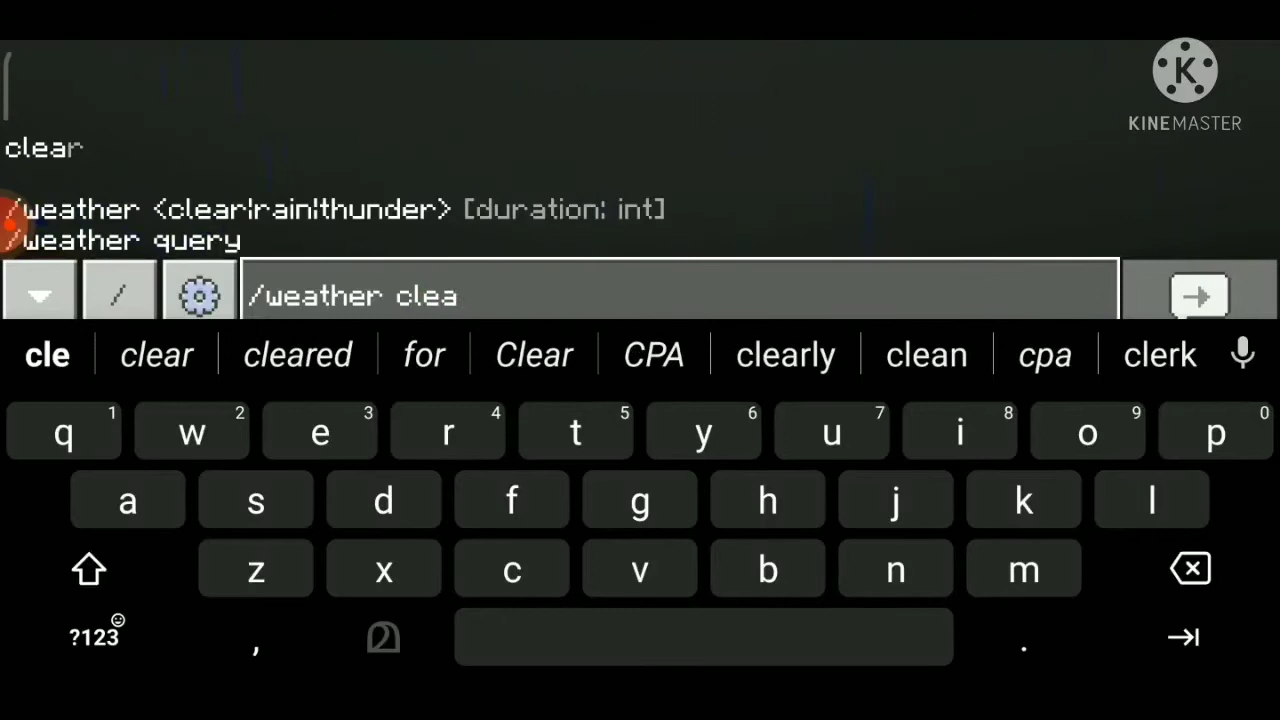 K
KINEMASTER
clear
/weather <clear|rain|thunder> [duration: int]
/weather query
/ /weather clea
cle clear cleared for Clear CPA clearly clean cpa clerk
q 1 w 2 e 3 r 4 t 5 y 6 u 7 i 8 o 9 p 0
a s d f g h j k l
z x c v b n m
?123 , മ .